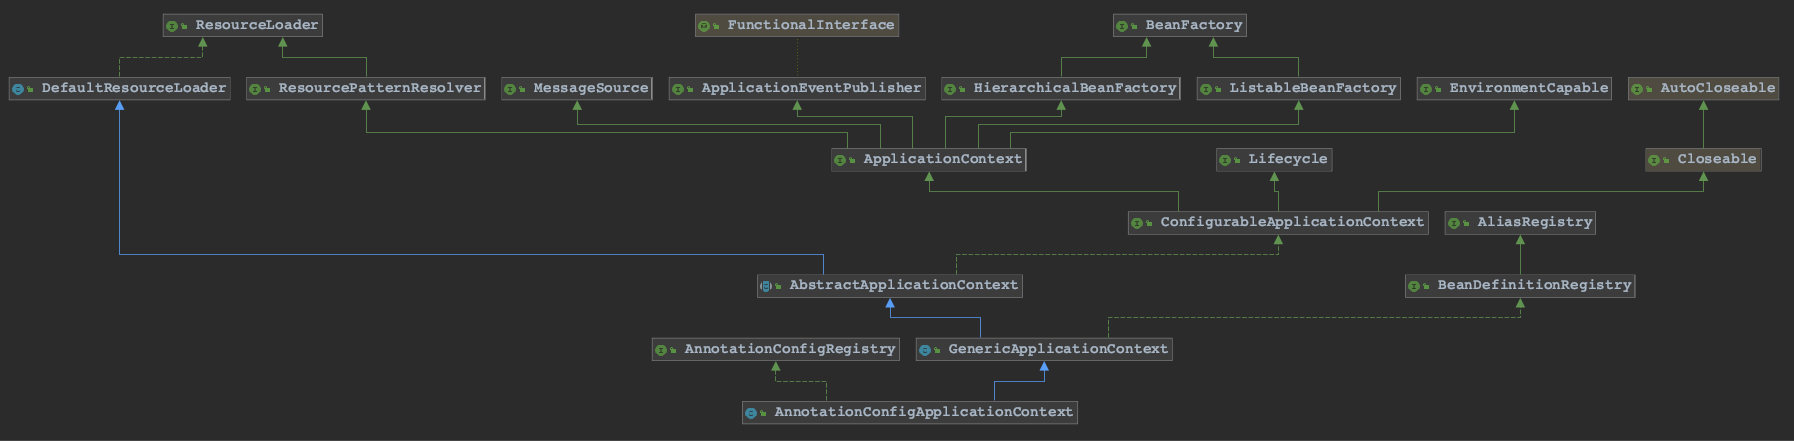 ResourceLoader
FunctionalInterface
BeanFactory
DefaultResourceLoader
ResourcePatternResolver
MessageSource
ApplicationEventPublisher
HierarchicalBeanFactory
ListableBeanFactory
EnvironmentCapable
AutoCloseable
ApplicationContext
Lifecycle
Closeable
ConfigurableApplicationContext
AliasRegistry
AbstractApplicationContext
BeanDefinitionRegistry
AnnotationConfigRegistry
GenericApplicationContext
AnnotationConfigApplicationContext